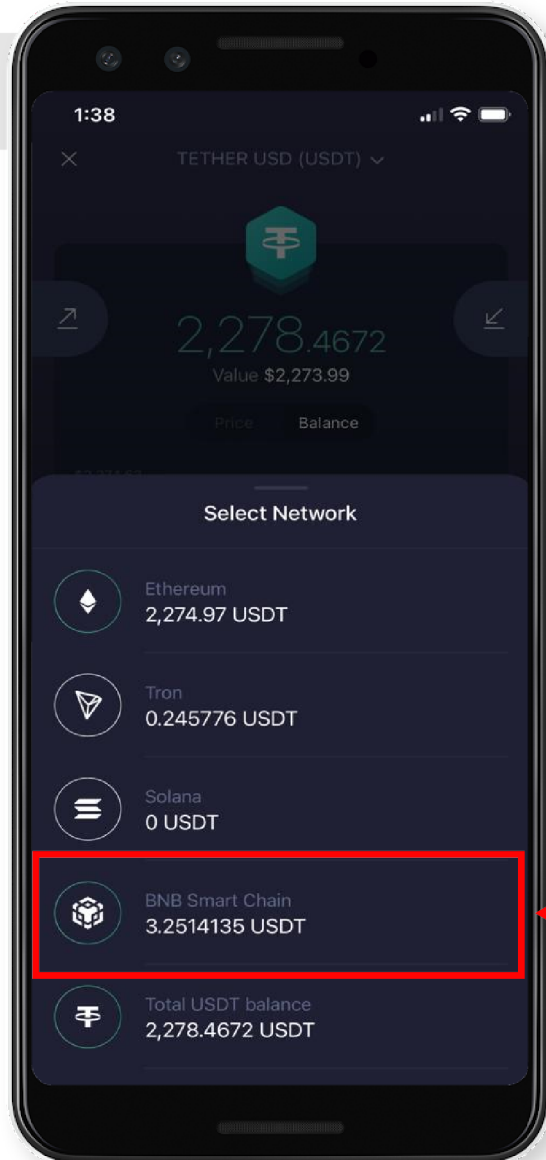 1:38
TETHER USD (USDT)
2,278.4672
Value $2,273.99
Price Balance
Select Network
Ethereum
2,274.97 USDT
Tron
0.245776 USDT
Solana
0 USDT
BNB Smart Chain
3.2514135 USDT
Total USDT balance
2,278.4672 USDT